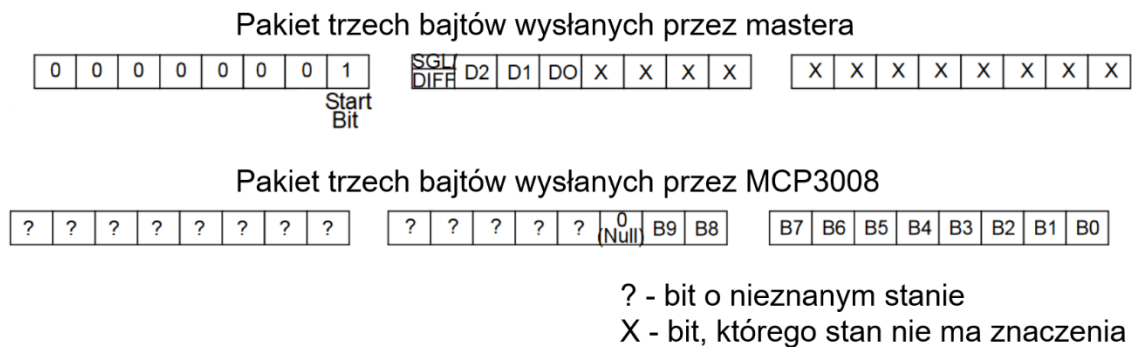 Pakiet trzech bajtów wysłanych przez mastera
0 0 0 0 0 0 0 1 SGL/DIFF D2 D1 DO X X X X X X X X X X X X
Start Bit
Pakiet trzech bajtów wysłanych przez MCP3008
? ? ? ? ? ? ? ? ? ? ? ? ? 0 (Null) B9 B8 B7 B6 B5 B4 B3 B2 B1 B0
? - bit o nieznanym stanie
X - bit, którego stan nie ma znaczenia